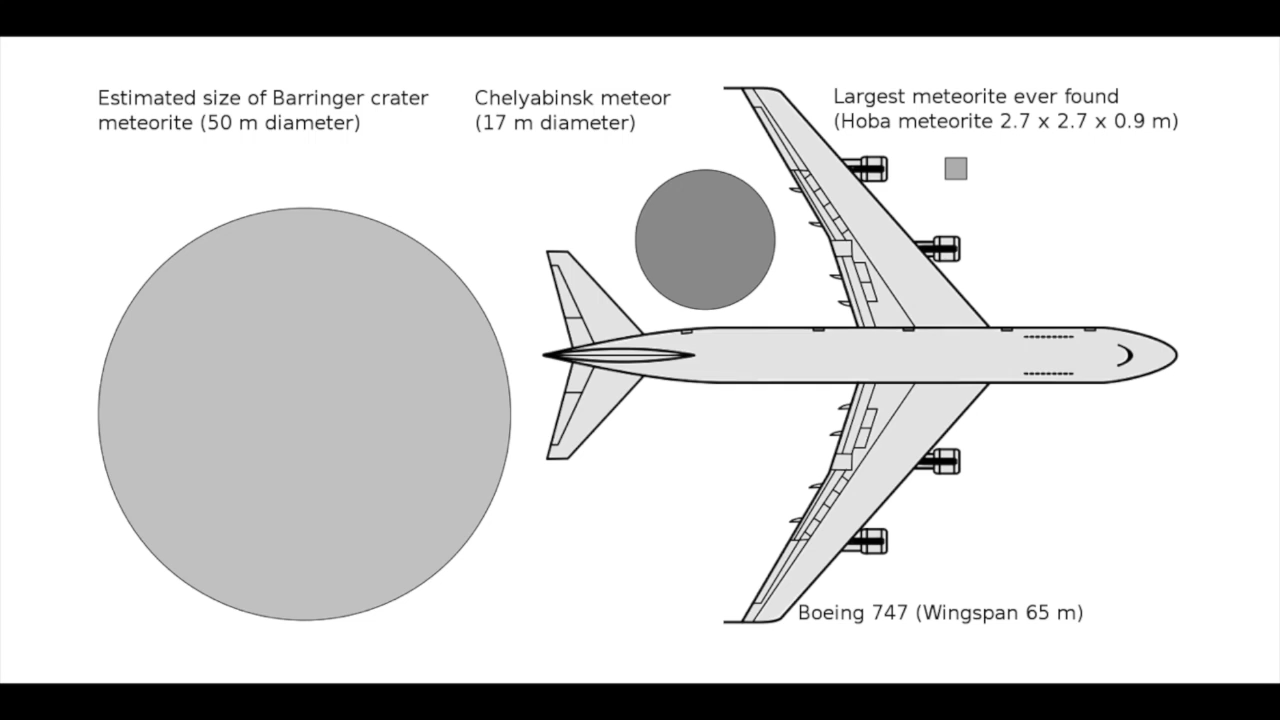 Estimated size of Barringer crater
meteorite (50 m diameter)
Chelyabinsk meteor
(17 m diameter)
Largest meteorite ever found
(Hoba meteorite 2.7 x 2.7 x 0.9 m)
Boeing 747 (Wingspan 65 m)